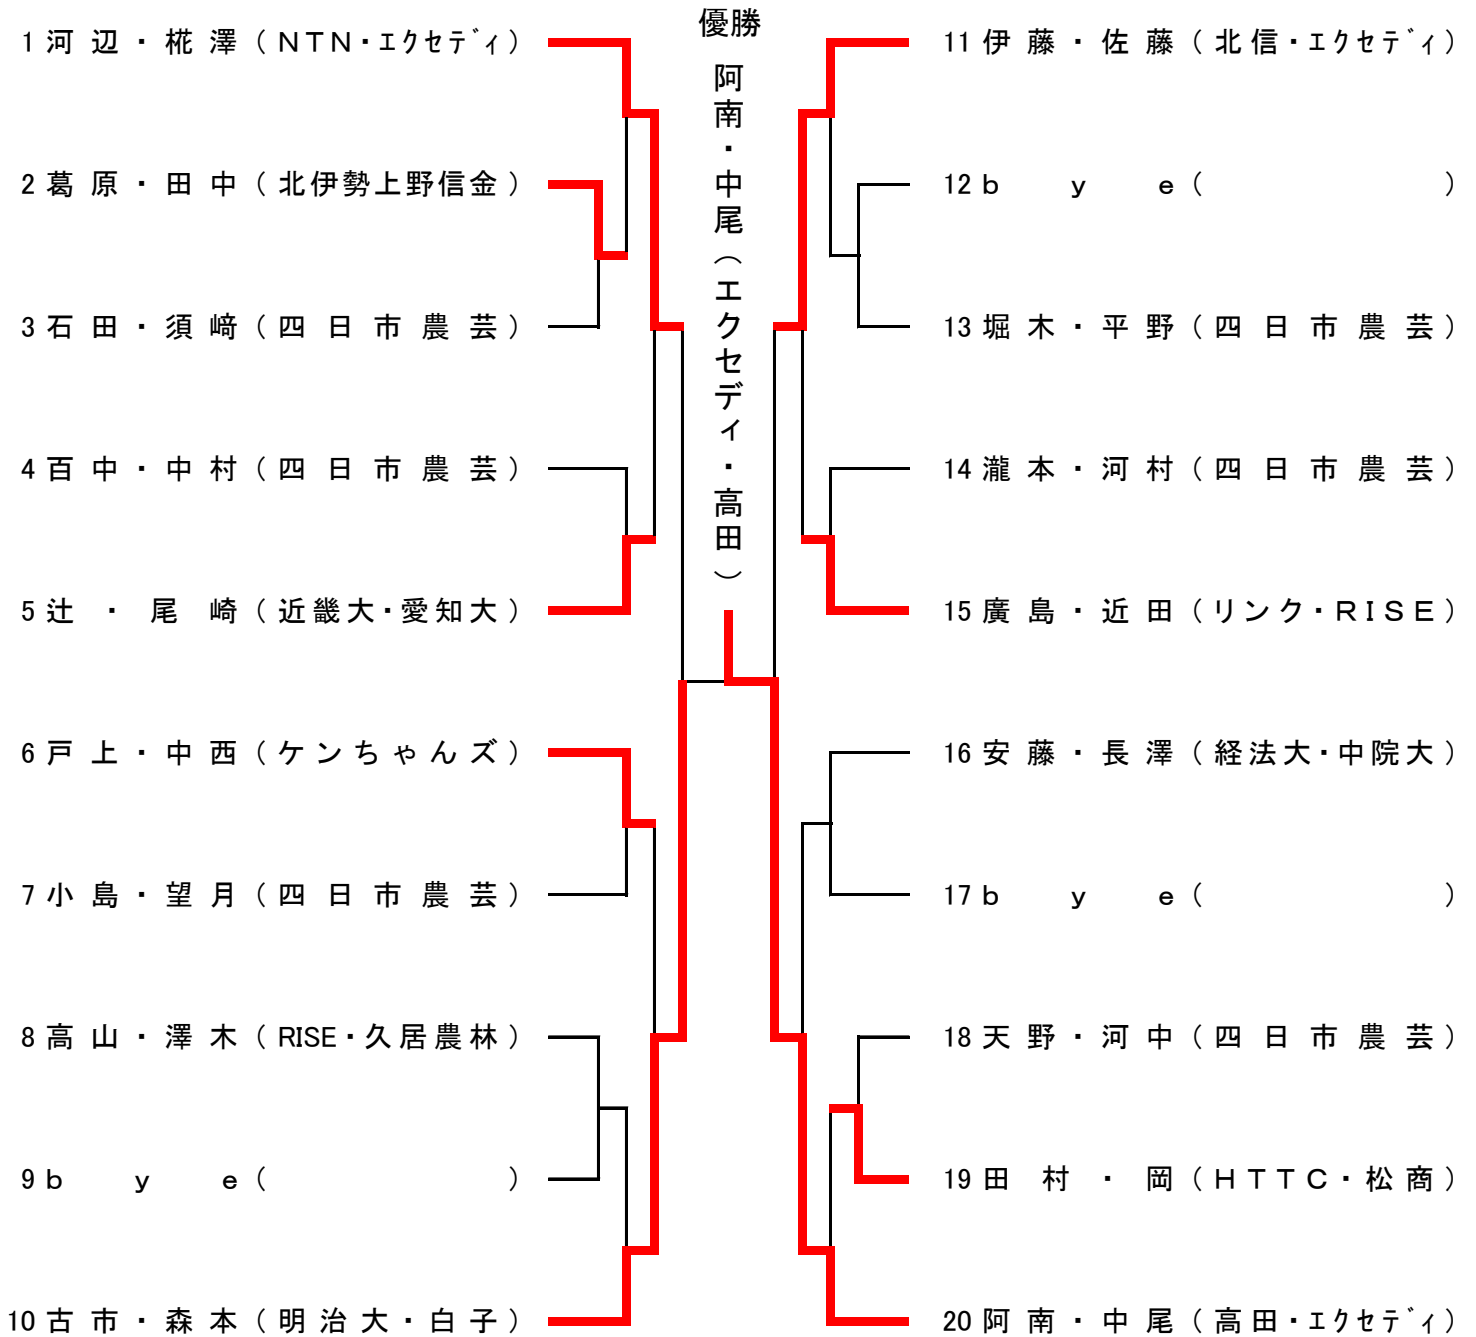 優勝
阿南・中尾（エクセディ・高田）
1 河辺・椛澤（NTN・エクセディ）
2 葛原・田中（北伊勢上野信金）
3 石田・須﨑（四日市農芸）
4 百中・中村（四日市農芸）
5 辻・尾崎（近畿大・愛知大）
6 戸上・中西（ケンちゃんズ）
7 小島・望月（四日市農芸）
8 高山・澤木（RISE・久居農林）
9 bye（ ）
10 古市・森本（明治大・白子）
11 伊藤・佐藤（北信・エクセディ）
12 bye（ ）
13 堀木・平野（四日市農芸）
14 瀧本・河村（四日市農芸）
15 廣島・近田（リンク・RISE）
16 安藤・長澤（経法大・中院大）
17 bye（ ）
18 天野・河中（四日市農芸）
19 田村・岡（HTTC・松商）
20 阿南・中尾（高田・エクセディ）